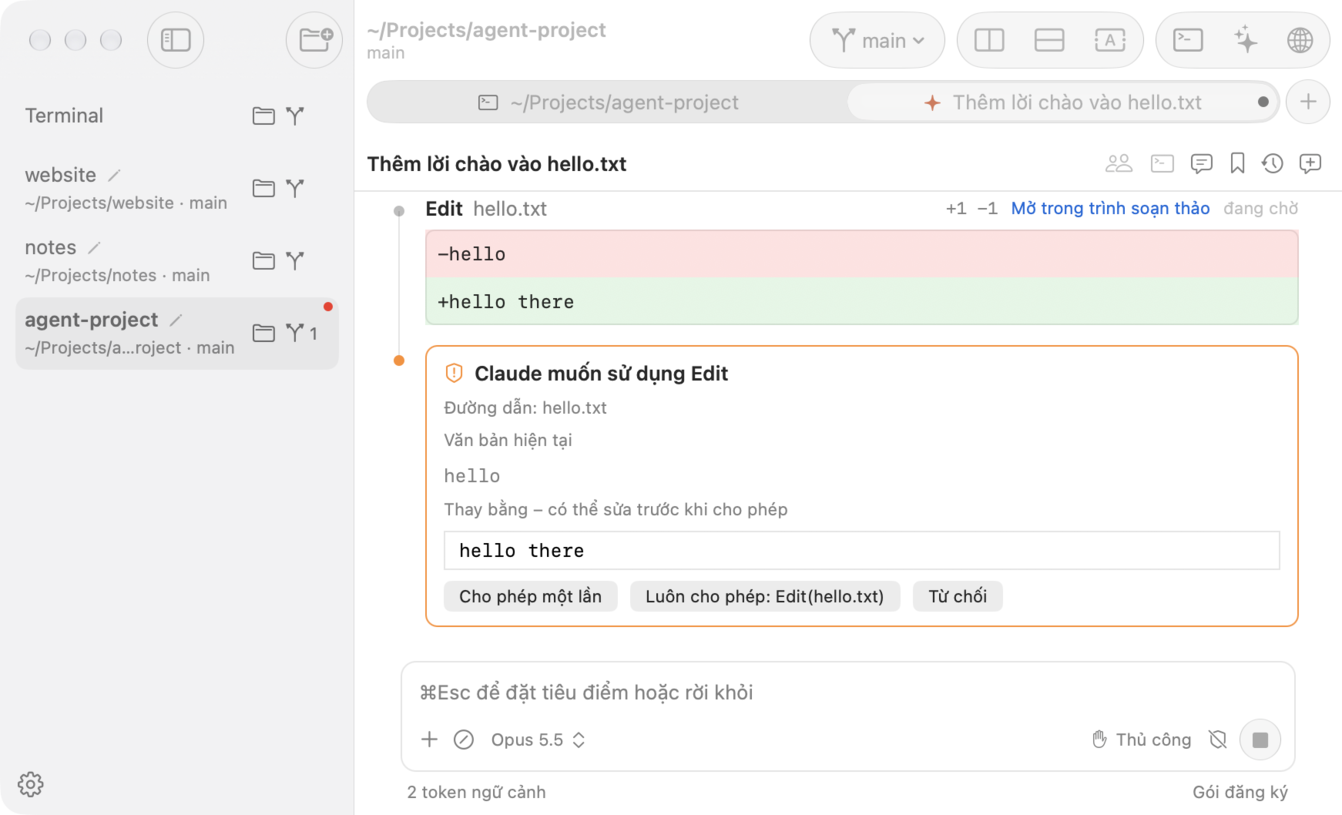 ~/Projects/agent-project
main
main
Terminal
website
~/Projects/website · main
notes
~/Projects/notes · main
agent-project
~/Projects/a...roject · main
1
~/Projects/agent-project
Thêm lời chào vào hello.txt
Thêm lời chào vào hello.txt
Edit hello.txt
+1 −1 Mở trong trình soạn thảo đang chờ
−hello
+hello there
Claude muốn sử dụng Edit
Đường dẫn: hello.txt
Văn bản hiện tại
hello
Thay bằng – có thể sửa trước khi cho phép
hello there
Cho phép một lần
Luôn cho phép: Edit(hello.txt)
Từ chối
⌘Esc để đặt tiêu điểm hoặc rời khỏi
Opus 5.5
Thủ công
2 token ngữ cảnh
Gói đăng ký